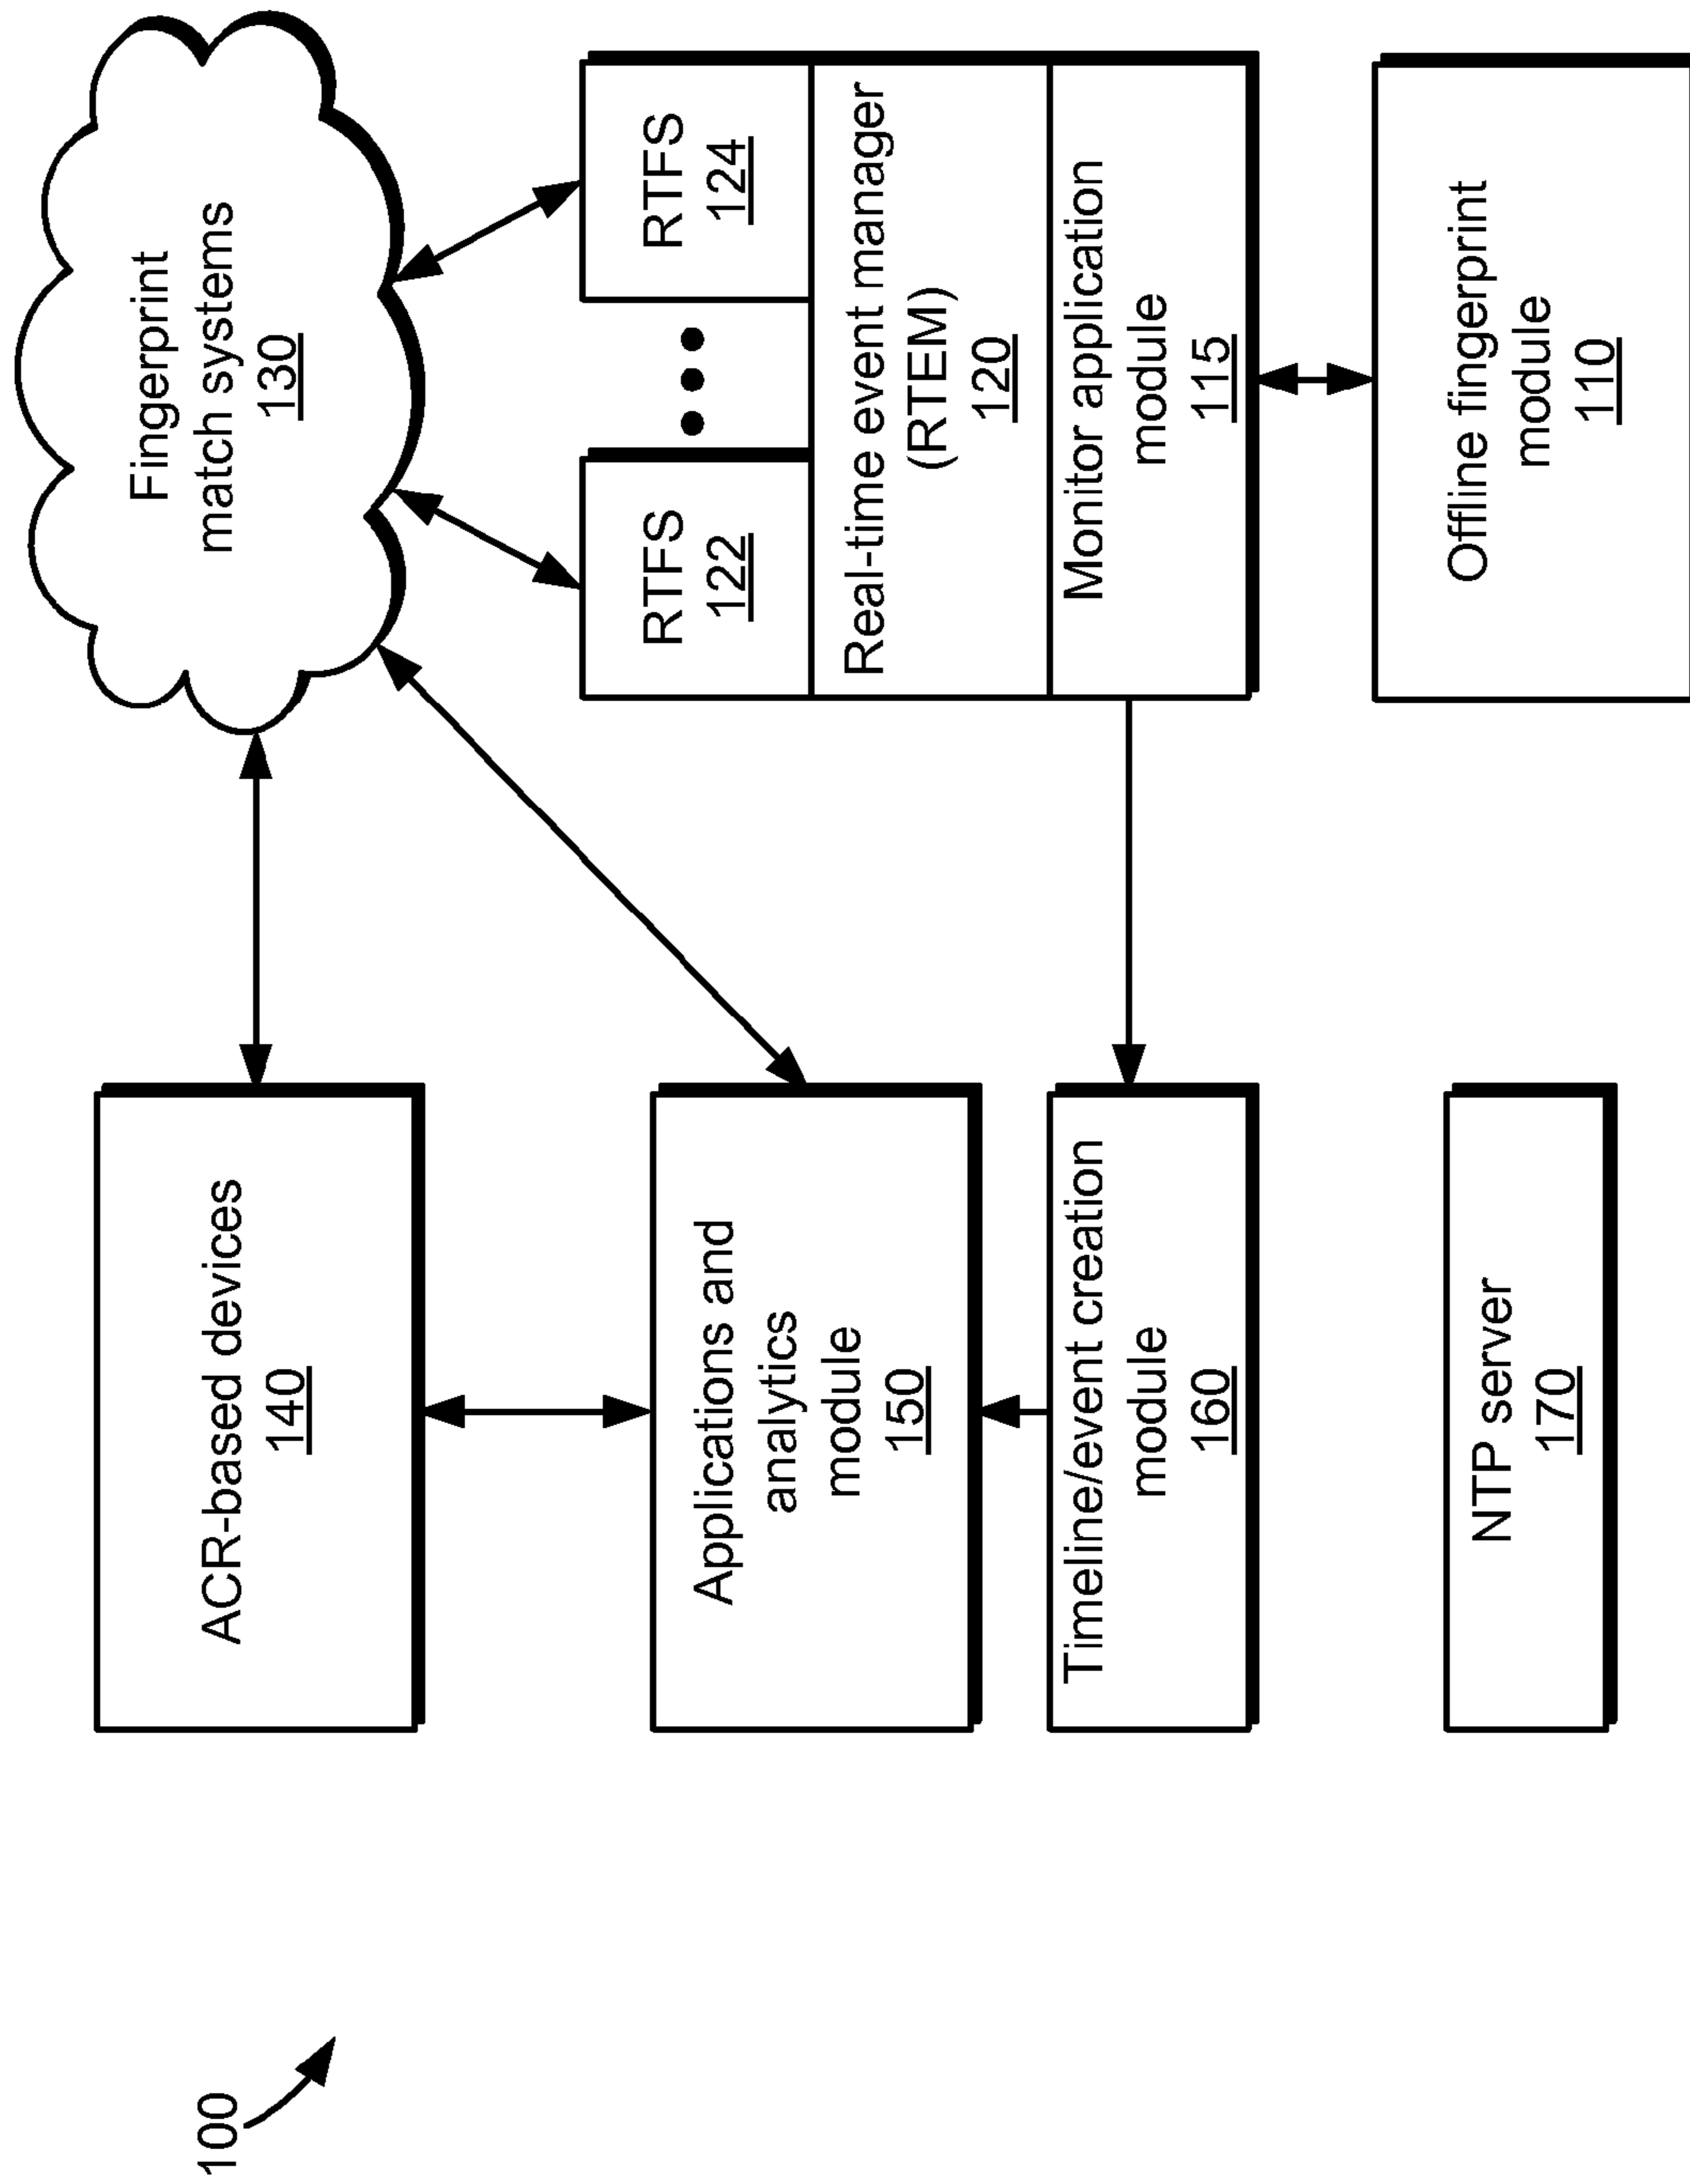 100
ACR-based devices
140
Fingerprint
match systems
130
Applications and
analytics
module
150
RTFS
122
RTFS
124
Real-time event manager
(RTEM)
120
Timeline/event creation
module
160
Monitor application
module
115
NTP server
170
Offline fingerprint
module
110